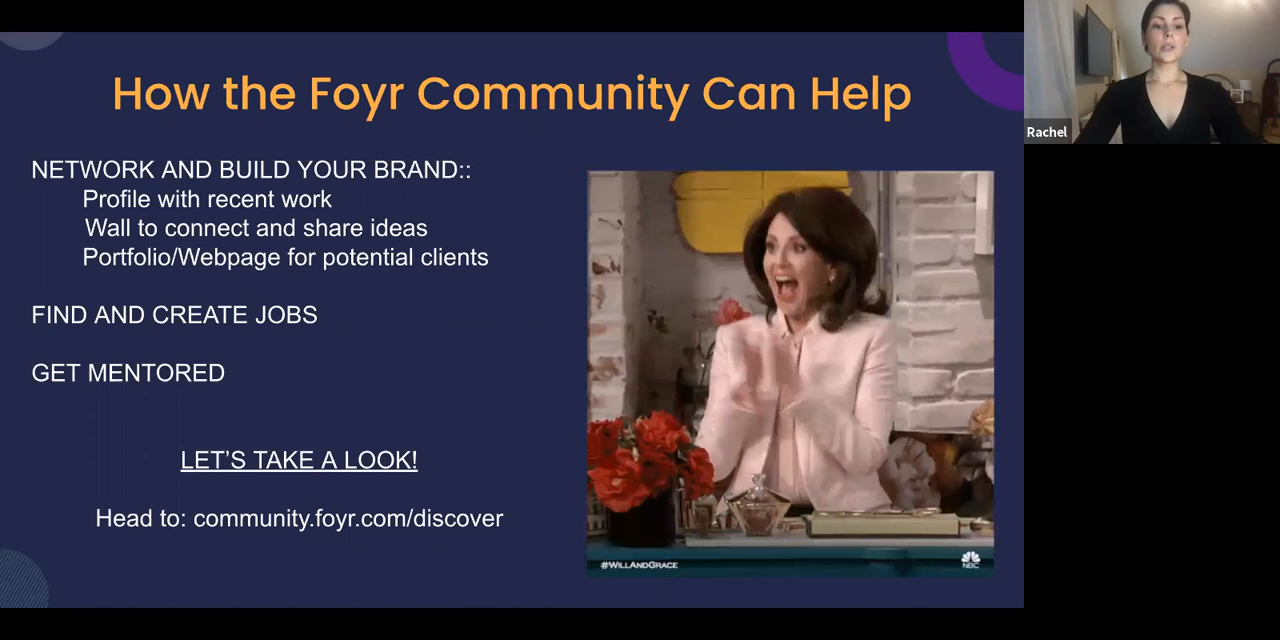 How the Foyr Community Can Help
NETWORK AND BUILD YOUR BRAND::
Profile with recent work
Wall to connect and share ideas
Portfolio/Webpage for potential clients
FIND AND CREATE JOBS
GET MENTORED
LET'S TAKE A LOOK!
Head to: community.foyr.com/discover
#WILLANDGRACE
NBC
Rachel